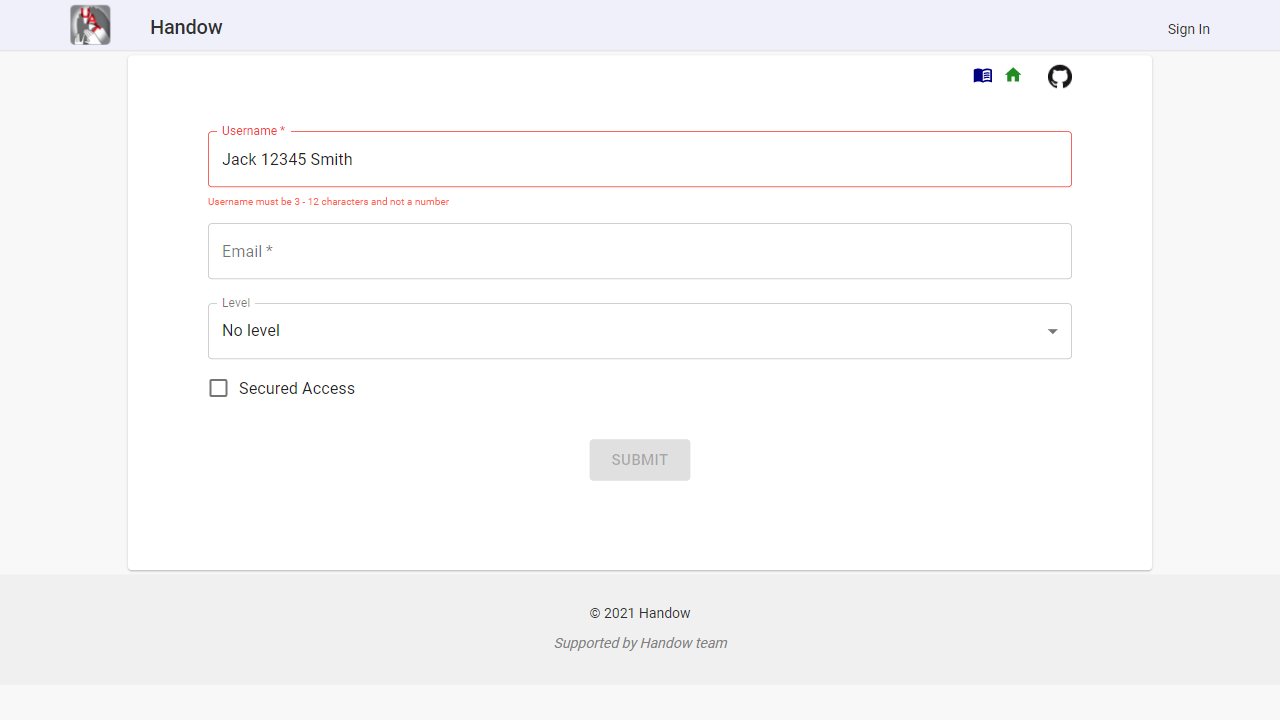 Handow
Sign In
Username *
Jack 12345 Smith
Username must be 3 - 12 characters and not a number
Email *
Level
No level
Secured Access
SUBMIT
© 2021 Handow
Supported by Handow team